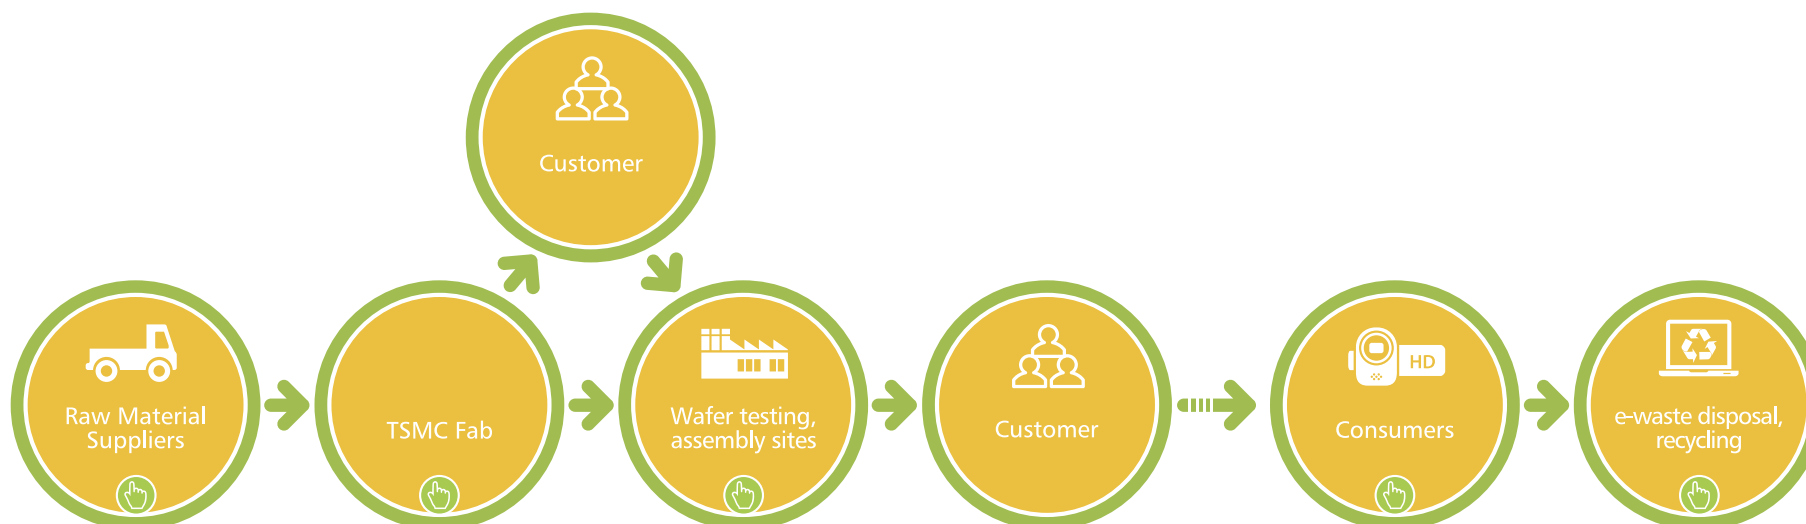 Customer
Raw Material
Suppliers
TSMC Fab
Wafer testing,
assembly sites
Customer
HD
Consumers
e-waste disposal,
recycling